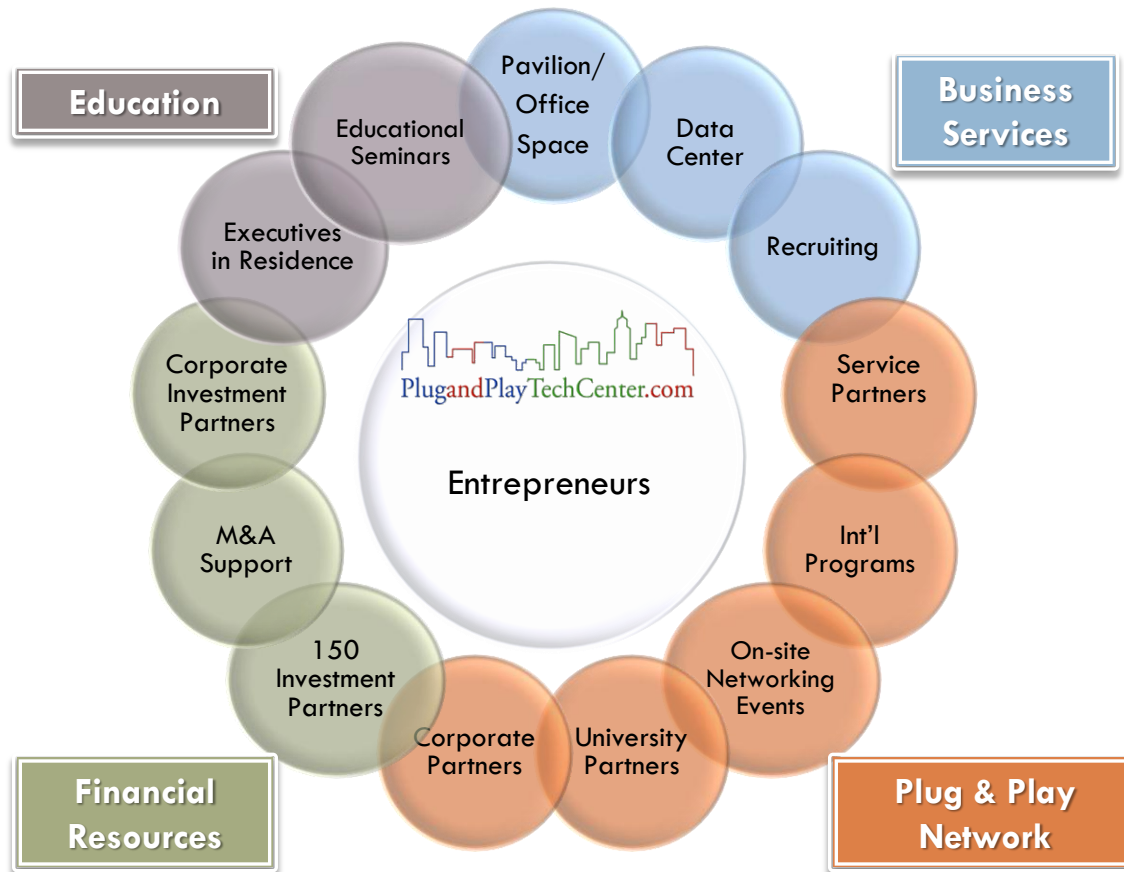 Education
Business
Services
Pavilion/
Office
Space
Data
Center
Recruiting
Service
Partners
Int'l
Programs
On-site
Networking
Events
University
Partners
Corporate
Partners
150
Investment
Partners
M&A
Support
Corporate
Investment
Partners
Executives
in Residence
Educational
Seminars
PlugandPlayTechCenter.com
Entrepreneurs
Financial
Resources
Plug & Play
Network